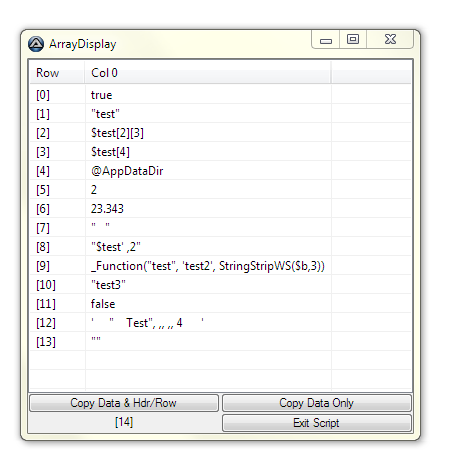 ArrayDisplay
Row Col 0
[0] true
[1] "test"
[2] $test[2][3]
[3] $test[4]
[4] @AppDataDir
[5] 2
[6] 23.343
[7] "   "
[8] "$test' ,2"
[9] _Function("test", 'test2', StringStripWS($b,3))
[10] "test3"
[11] false
[12] '     "    Test", ,, ,, 4      '
[13] ""
Copy Data & Hdr/Row Copy Data Only
[14] Exit Script